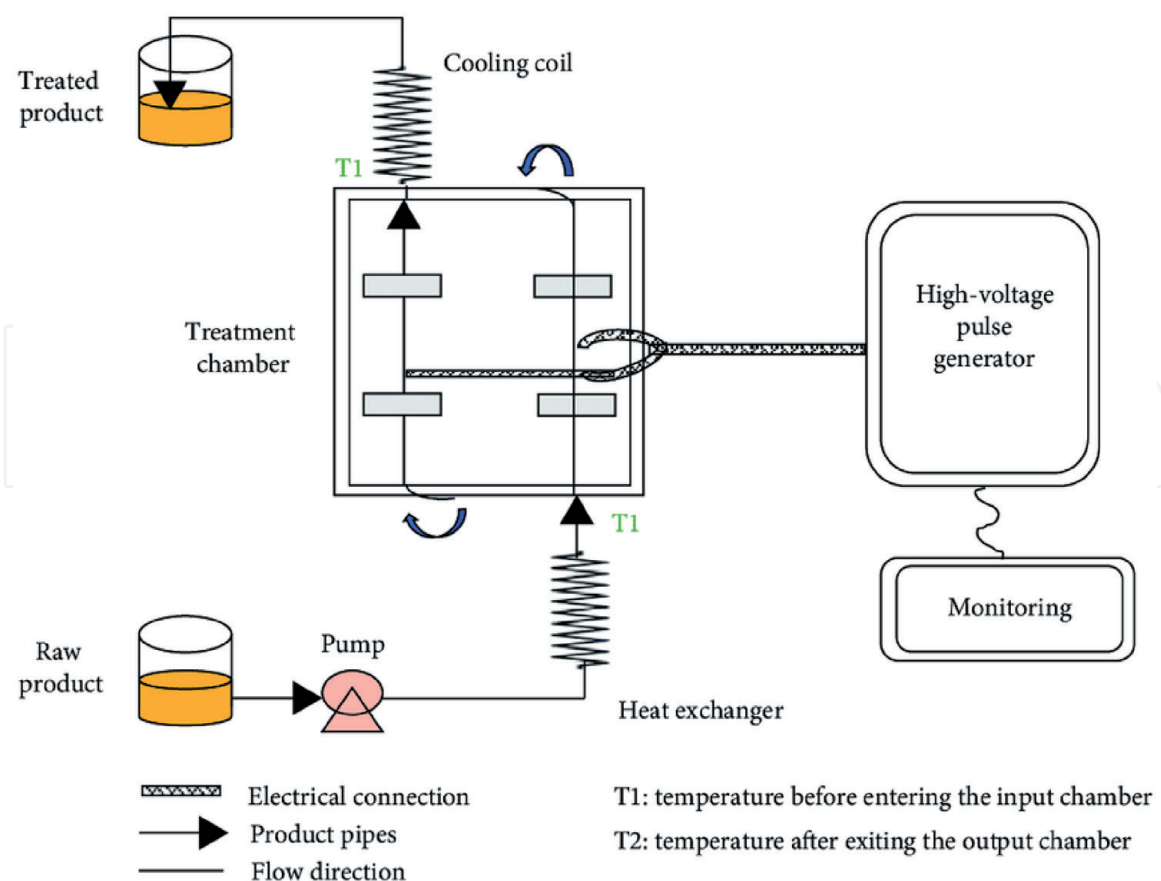 Cooling coil
Treated
product
T1
High-voltage
pulse
generator
Treatment
chamber
T1
Monitoring
Raw
product
Pump
Heat exchanger
Electrical connection
Product pipes
Flow direction
T1: temperature before entering the input chamber
T2: temperature after exiting the output chamber